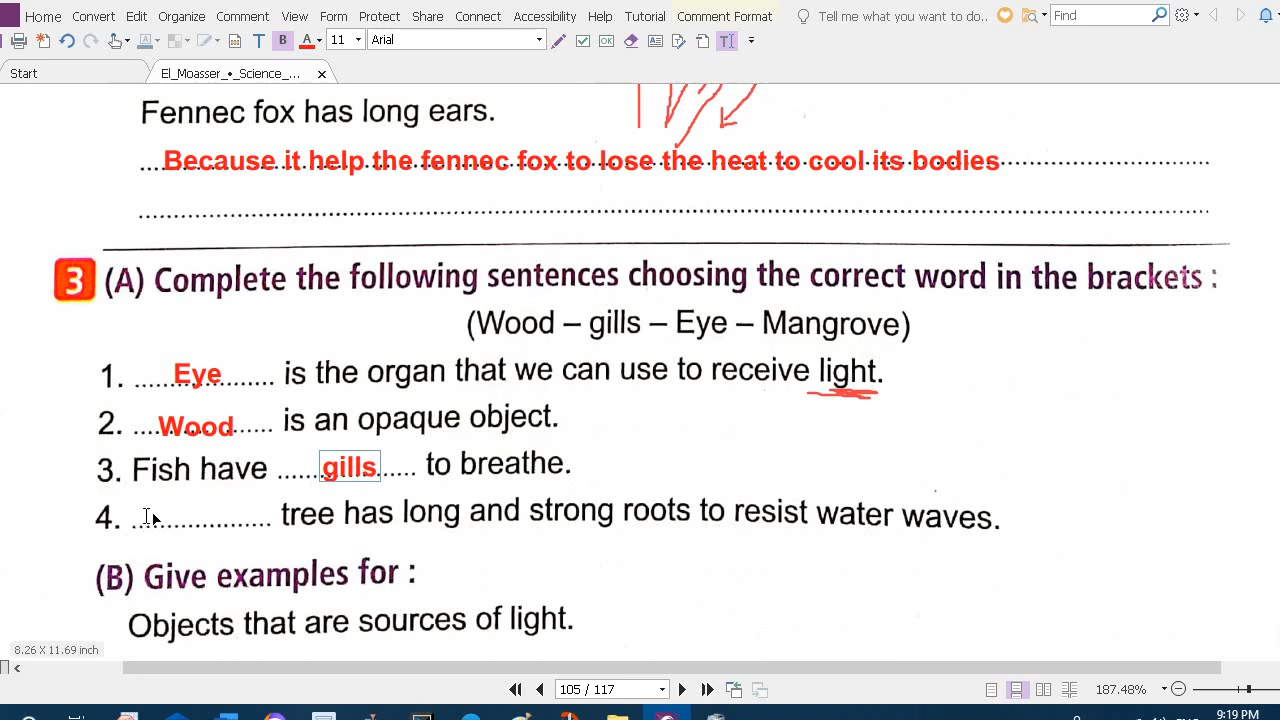 Home Convert Edit Organize Comment View Form Protect Share Connect Accessibility Help Tutorial Comment Format Tell me what you want to do.. Find
11 Arial
Start El_Moasser_•_Science_...
Fennec fox has long ears.
Because it help the fennec fox to lose the heat to cool its bodies
3 (A) Complete the following sentences choosing the correct word in the brackets :
(Wood – gills – Eye – Mangrove)
1. Eye is the organ that we can use to receive light.
2. Wood is an opaque object.
3. Fish have gills to breathe.
4. .................... tree has long and strong roots to resist water waves.
(B) Give examples for :
Objects that are sources of light.
8.26 X 11.69 inch
105 / 117 187.48%
9:19 PM